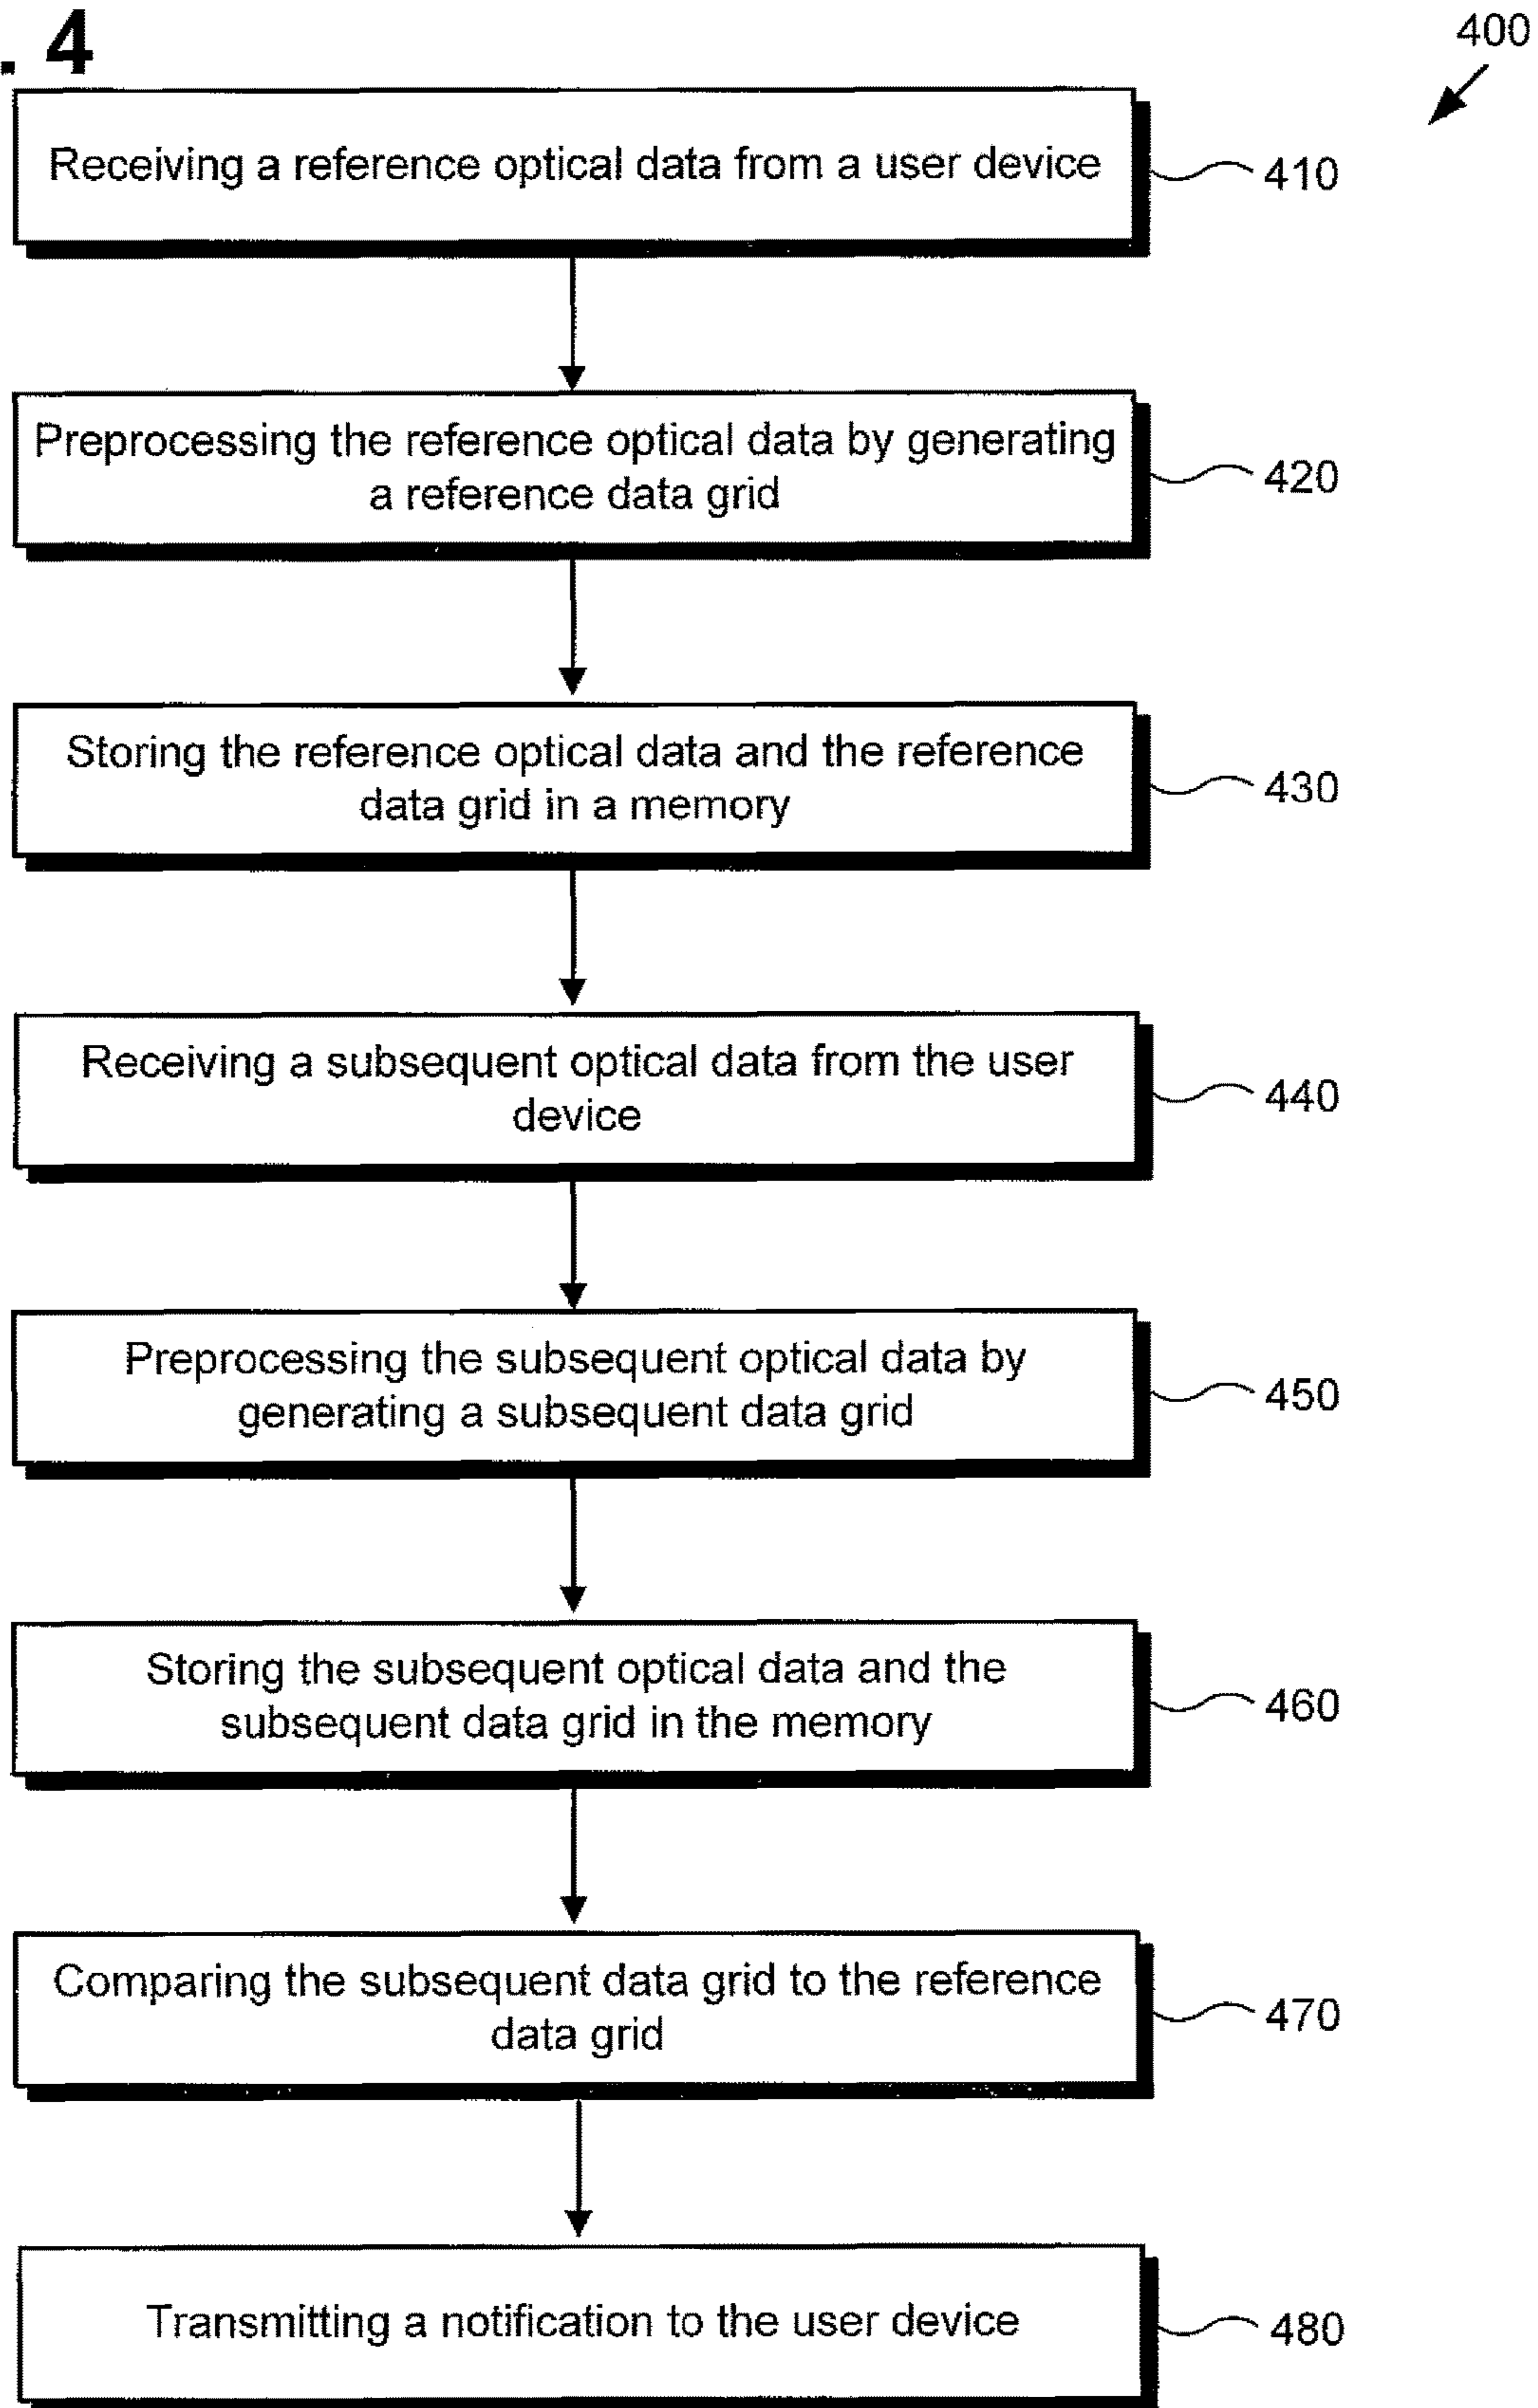 . 4
400
Receiving a reference optical data from a user device
410
Preprocessing the reference optical data by generating
a reference data grid
420
Storing the reference optical data and the reference
data grid in a memory
430
Receiving a subsequent optical data from the user
device
440
Preprocessing the subsequent optical data by
generating a subsequent data grid
450
Storing the subsequent optical data and the
subsequent data grid in the memory
460
Comparing the subsequent data grid to the reference
data grid
470
Transmitting a notification to the user device
480